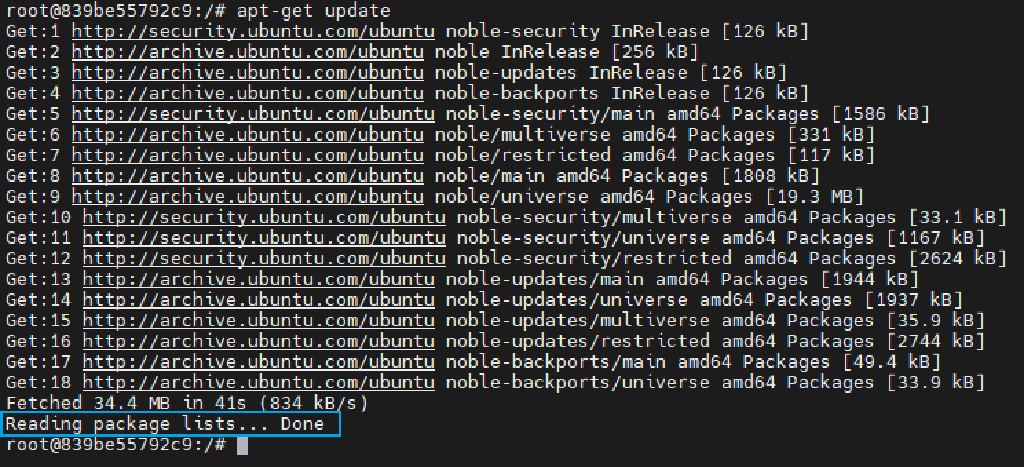 root@839be55792c9:/# apt-get update
Get:1 http://security.ubuntu.com/ubuntu noble-security InRelease [126 kB]
Get:2 http://archive.ubuntu.com/ubuntu noble InRelease [256 kB]
Get:3 http://archive.ubuntu.com/ubuntu noble-updates InRelease [126 kB]
Get:4 http://archive.ubuntu.com/ubuntu noble-backports InRelease [126 kB]
Get:5 http://security.ubuntu.com/ubuntu noble-security/main amd64 Packages [1586 kB]
Get:6 http://archive.ubuntu.com/ubuntu noble/multiverse amd64 Packages [331 kB]
Get:7 http://archive.ubuntu.com/ubuntu noble/restricted amd64 Packages [117 kB]
Get:8 http://archive.ubuntu.com/ubuntu noble/main amd64 Packages [1808 kB]
Get:9 http://archive.ubuntu.com/ubuntu noble/universe amd64 Packages [19.3 MB]
Get:10 http://security.ubuntu.com/ubuntu noble-security/multiverse amd64 Packages [33.1 kB]
Get:11 http://security.ubuntu.com/ubuntu noble-security/universe amd64 Packages [1167 kB]
Get:12 http://security.ubuntu.com/ubuntu noble-security/restricted amd64 Packages [2624 kB]
Get:13 http://archive.ubuntu.com/ubuntu noble-updates/main amd64 Packages [1944 kB]
Get:14 http://archive.ubuntu.com/ubuntu noble-updates/universe amd64 Packages [1937 kB]
Get:15 http://archive.ubuntu.com/ubuntu noble-updates/multiverse amd64 Packages [35.9 kB]
Get:16 http://archive.ubuntu.com/ubuntu noble-updates/restricted amd64 Packages [2744 kB]
Get:17 http://archive.ubuntu.com/ubuntu noble-backports/main amd64 Packages [49.4 kB]
Get:18 http://archive.ubuntu.com/ubuntu noble-backports/universe amd64 Packages [33.9 kB]
Fetched 34.4 MB in 41s (834 kB/s)
Reading package lists... Done
root@839be55792c9:/#